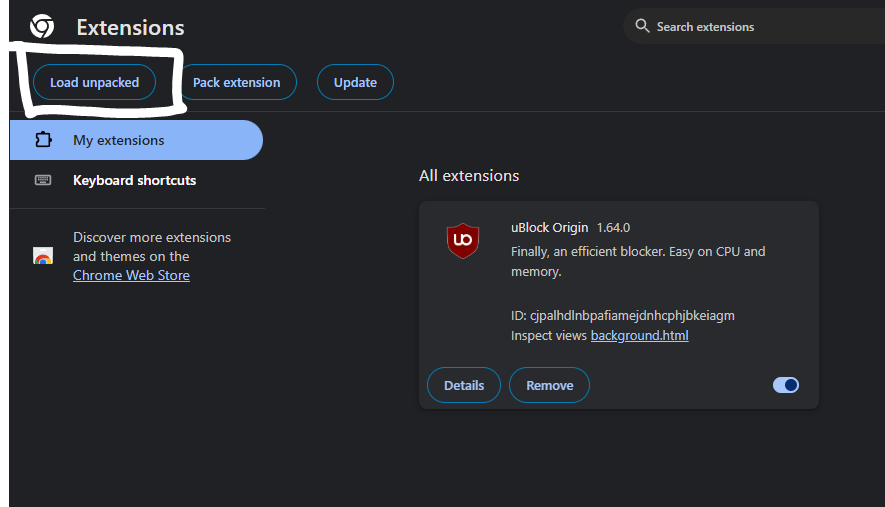 Extensions
Search extensions
Load unpacked
Pack extension
Update
My extensions
Keyboard shortcuts
Discover more extensions
and themes on the
Chrome Web Store
All extensions
uBlock Origin 1.64.0
Finally, an efficient blocker. Easy on CPU and
memory.
ID: cjpalhdlnbpafiamejdnhcphjbkeiagm
Inspect views background.html
Details
Remove